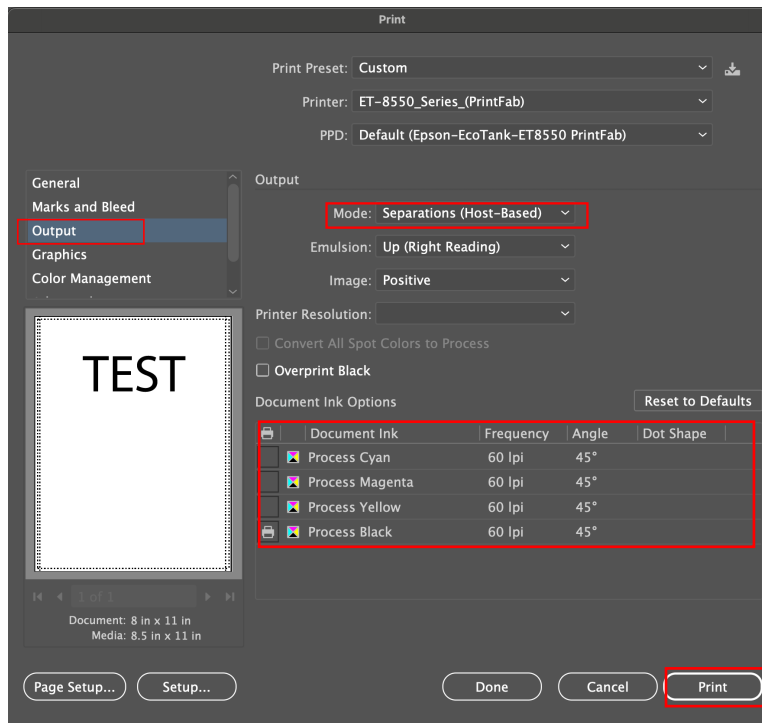 Print
Print Preset: Custom
Printer: ET-8550_Series_(PrintFab)
PPD: Default (Epson-EcoTank-ET8550 PrintFab)
General
Marks and Bleed
Output
Graphics
Color Management
Output
Mode: Separations (Host-Based)
Emulsion: Up (Right Reading)
Image: Positive
Printer Resolution:
Convert All Spot Colors to Process
Overprint Black
Document Ink Options Reset to Defaults
Document Ink Frequency Angle Dot Shape
Process Cyan 60 lpi 45°
Process Magenta 60 lpi 45°
Process Yellow 60 lpi 45°
Process Black 60 lpi 45°
TEST
1 of 1
Document: 8 in x 11 in
Media: 8.5 in x 11 in
Page Setup... Setup... Done Cancel Print